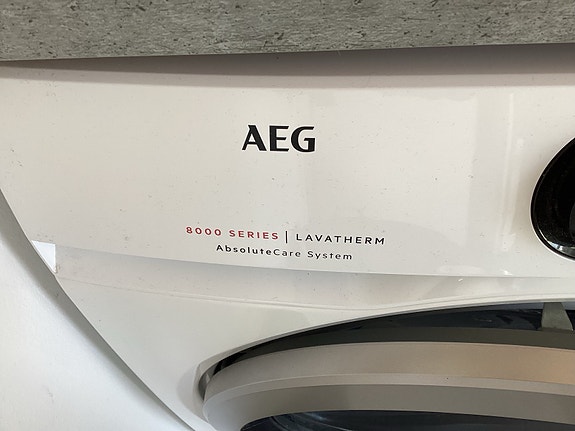 AEG
8000 SERIES | LAVATHERM
AbsoluteCare System